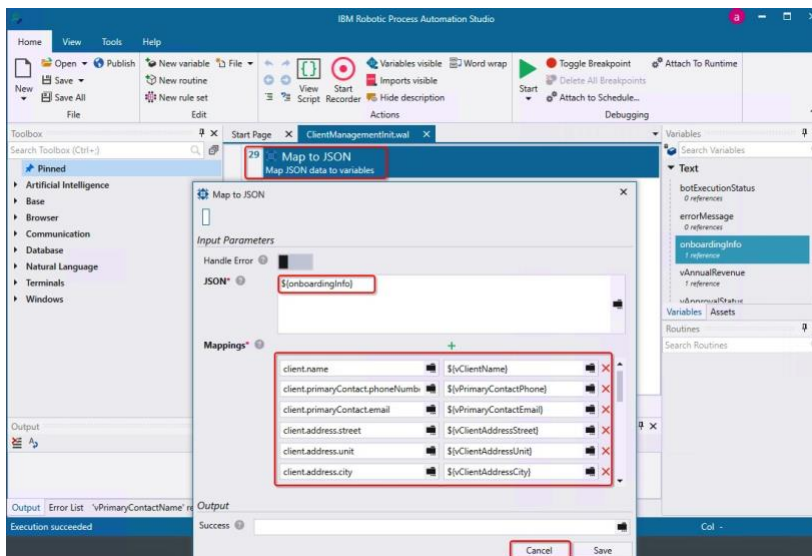 IBM Robotic Process Automation Studio
a
Home View Tools Help
New
Open
Publish
Save
Save All
File
New variable
File
New routine
New rule set
Edit
View Script
Start Recorder
Variables visible
Word wrap
Imports visible
Hide description
Actions
Start
Toggle Breakpoint
Attach To Runtime
Delete All Breakpoints
Attach to Schedule...
Debugging
Toolbox
Search Toolbox (Ctrl+;)
Pinned
Artificial Intelligence
Base
Browser
Communication
Database
Natural Language
Terminals
Windows
Start Page
ClientManagementInit.wal
29 Map to JSON
Map JSON data to variables
Map to JSON
Input Parameters
Handle Error
JSON*
${onboardingInfo}
Mappings*
client.name ${vClientName}
client.primaryContact.phoneNumb ${vPrimaryContactPhone}
client.primaryContact.email ${vPrimaryContactEmail}
client.address.street ${vClientAddressStreet}
client.address.unit ${vClientAddressUnit}
client.address.city ${vClientAddressCity}
Output
Success
Cancel Save
Variables
Search Variables
Text
botExecutionStatus
0 references
errorMessage
0 references
onboardingInfo
1 reference
vAnnualRevenue
1 reference
vApprovalStatus
Variables Assets
Routines
Search Routines
Output
Output Error List 'vPrimaryContactName' re
Execution succeeded
Col -